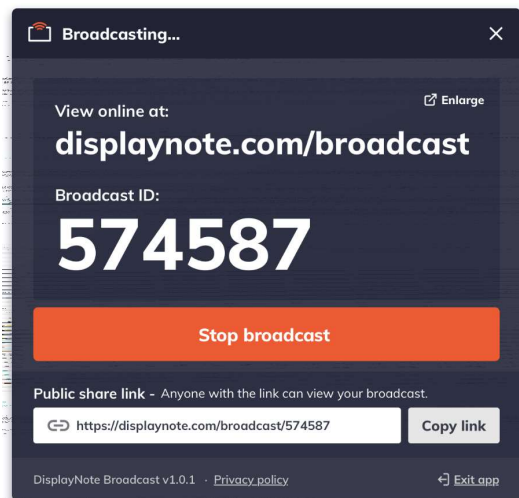 Broadcasting...
Enlarge
View online at:
displaynote.com/broadcast
Broadcast ID:
574587
Stop broadcast
Public share link - Anyone with the link can view your broadcast.
https://displaynote.com/broadcast/574587 Copy link
DisplayNote Broadcast v1.0.1 · Privacy policy Exit app